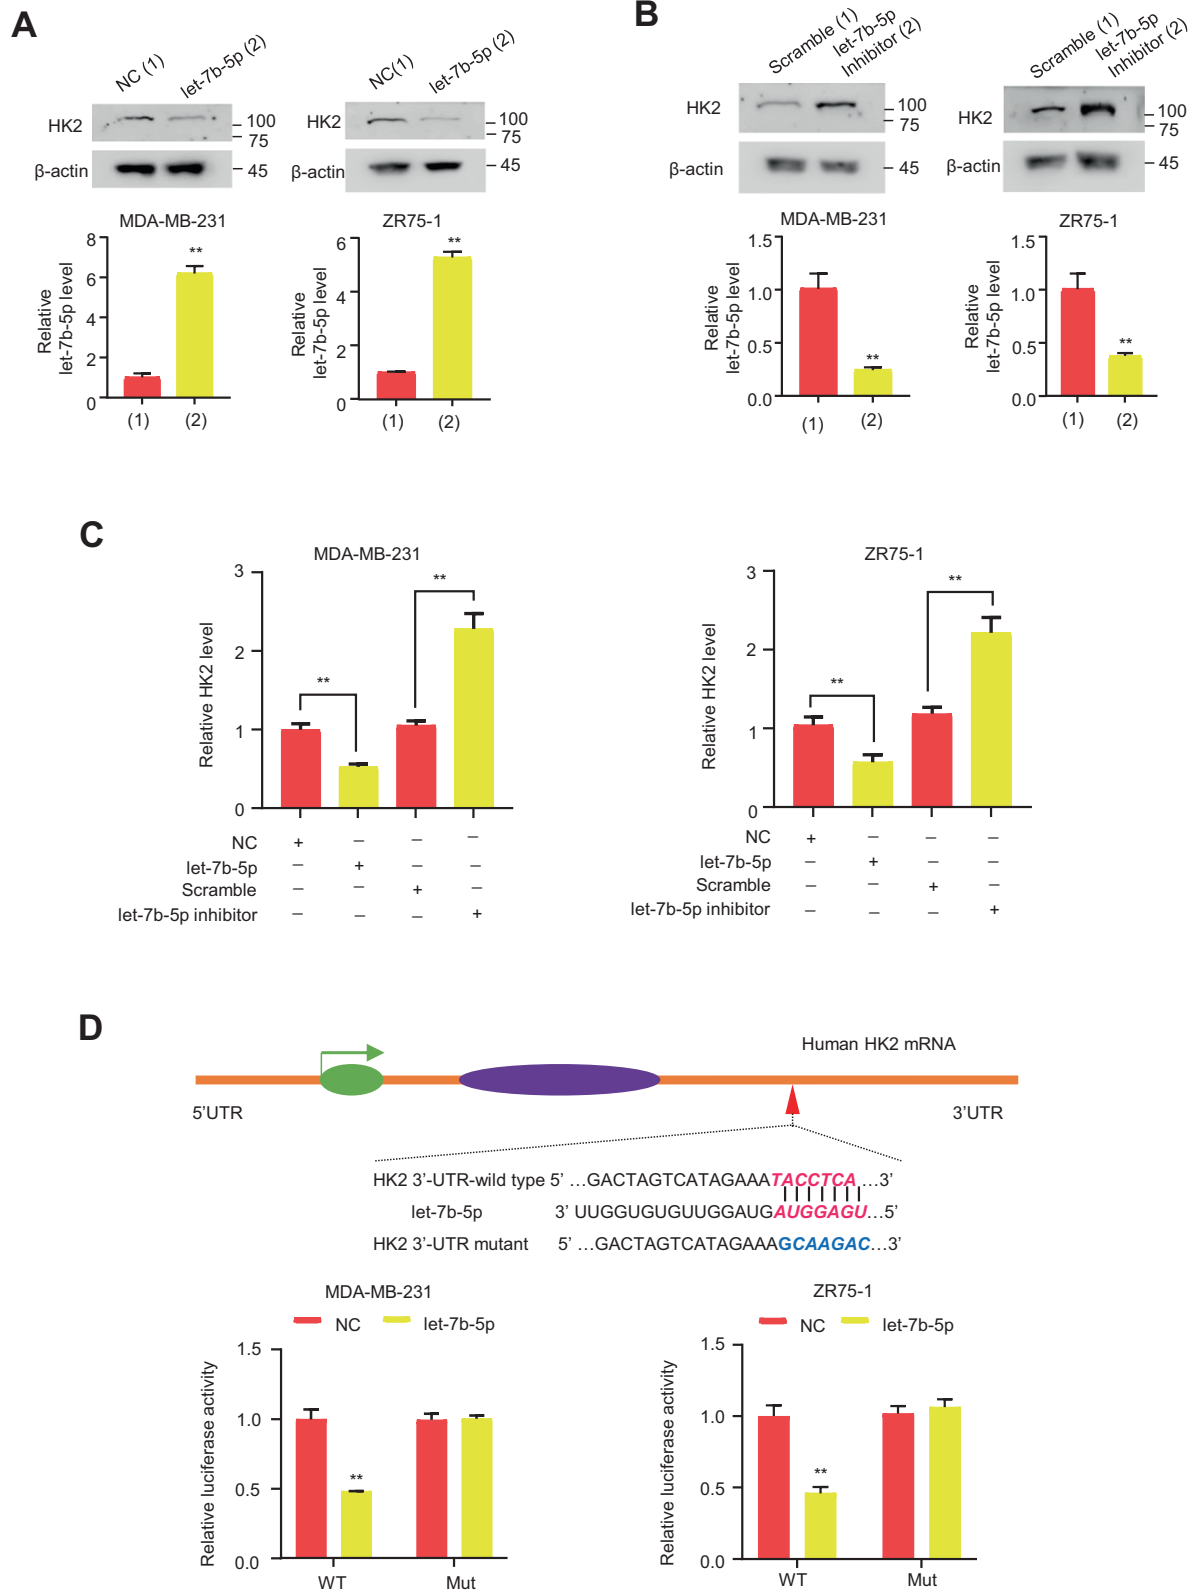 A
NC (1)
let-7b-5p (2)
HK2
100
75
β-actin
45
MDA-MB-231
Relative
let-7b-5p level
8
6
4
2
0
**
(1)
(2)
NC(1)
let-7b-5p (2)
HK2
100
75
β-actin
45
ZR75-1
Relative
let-7b-5p level
6
4
2
0
**
(1)
(2)
B
Scramble (1)
let-7b-5p
Inhibitor (2)
HK2
100
75
β-actin
45
MDA-MB-231
Relative
let-7b-5p level
1.5
1.0
0.5
0.0
**
(1)
(2)
Scramble (1)
let-7b-5p
Inhibitor (2)
HK2
100
75
β-actin
45
ZR75-1
Relative
let-7b-5p level
1.5
1.0
0.5
0.0
**
(1)
(2)
C
MDA-MB-231
Relative HK2 level
3
2
1
0
**
**
NC + – – –
let-7b-5p – + – –
Scramble – – + –
let-7b-5p inhibitor – – – +
ZR75-1
Relative HK2 level
3
2
1
0
**
**
NC + – – –
let-7b-5p – + – –
Scramble – – + –
let-7b-5p inhibitor – – – +
D
Human HK2 mRNA
5'UTR
3'UTR
HK2 3'-UTR-wild type 5' ...GACTAGTCATAGAAATACCTCA...3'
let-7b-5p 3' UUGGUGUGUUGGAUGAUGGAGU...5'
HK2 3'-UTR mutant 5' ...GACTAGTCATAGAAAGCAAGAC...3'
MDA-MB-231
NC let-7b-5p
Relative luciferase activity
1.5
1.0
0.5
0.0
**
WT
Mut
ZR75-1
NC let-7b-5p
Relative luciferase activity
1.5
1.0
0.5
0.0
**
WT
Mut